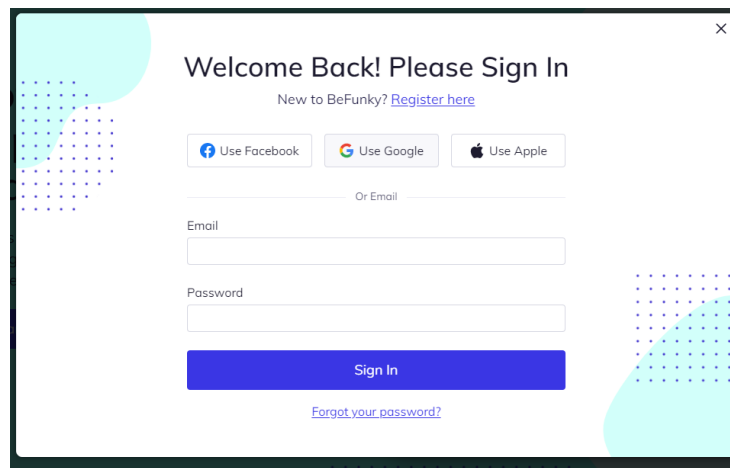 Welcome Back! Please Sign In
New to BeFunky? Register here
Use Facebook
Use Google
Use Apple
Or Email
Email
Password
Sign In
Forgot your password?